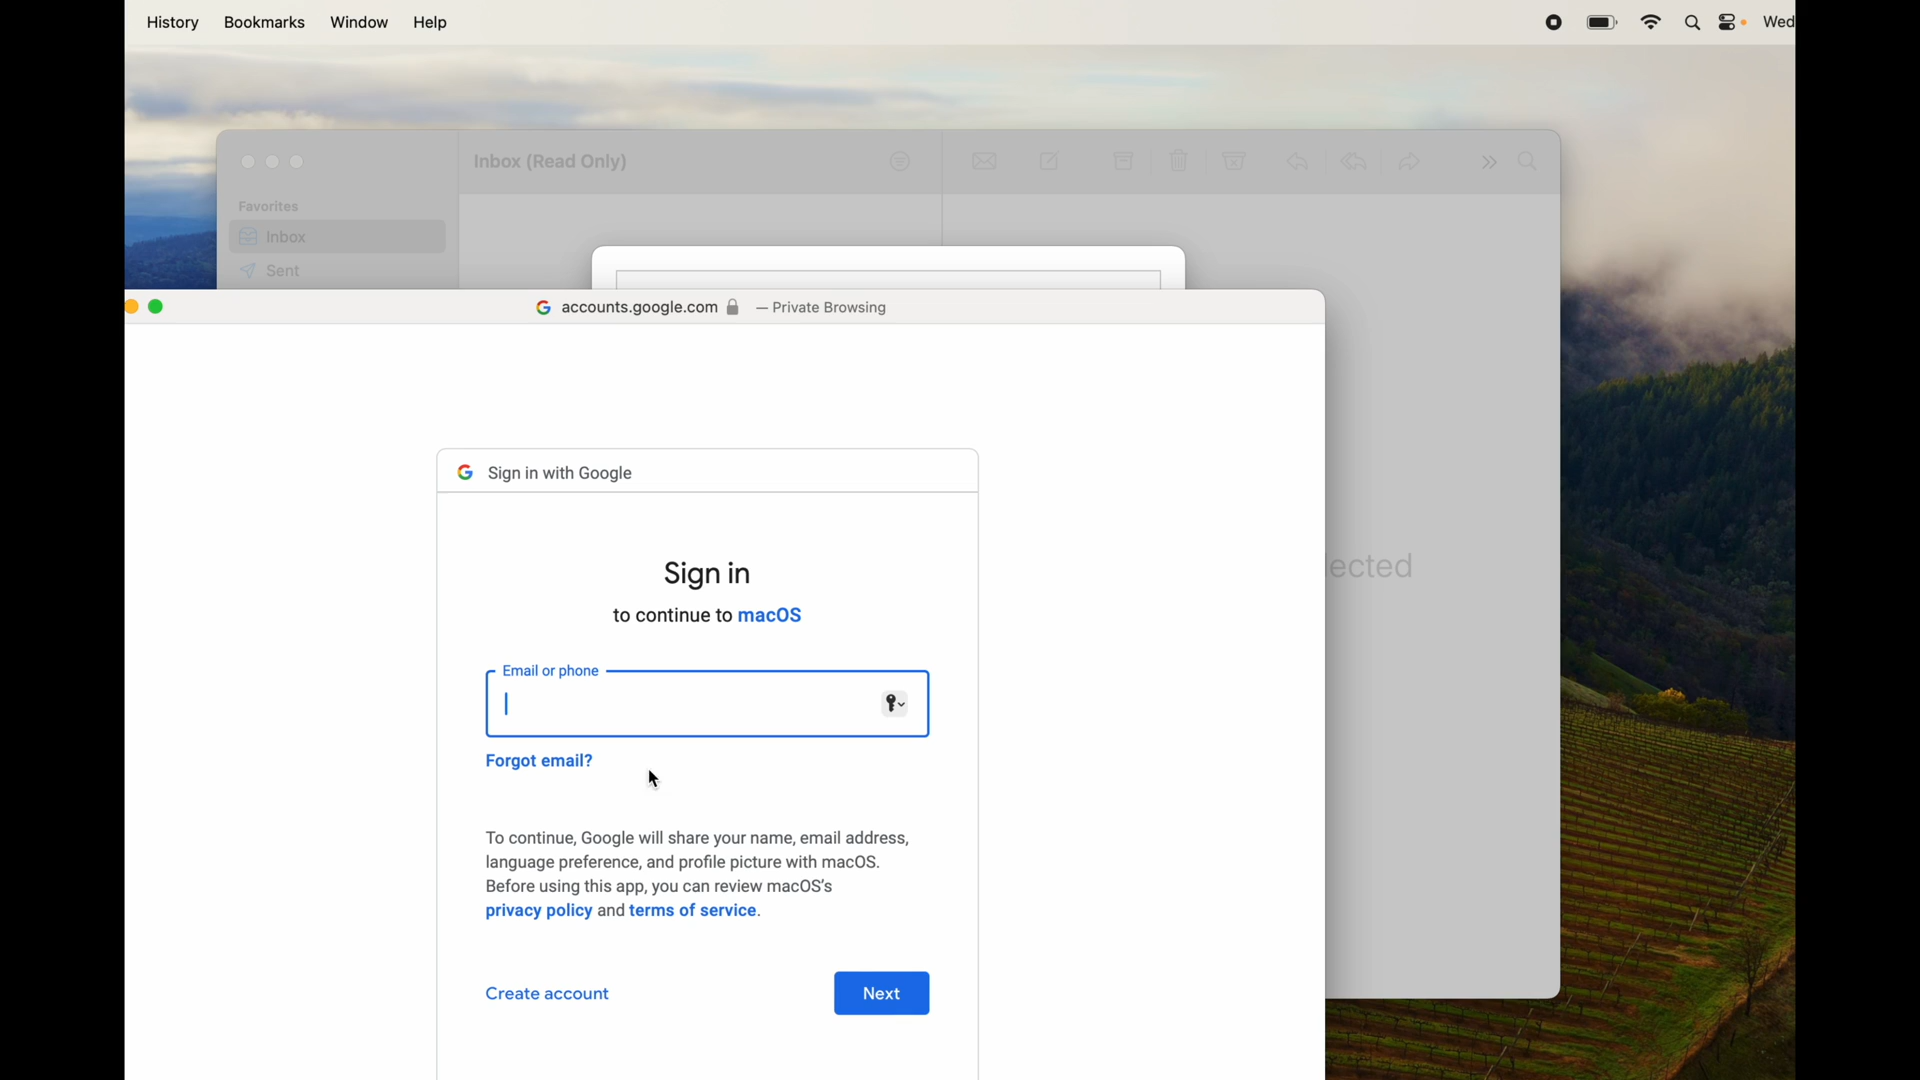 History Bookmarks Window Help Wed
Inbox (Read Only)
Favorites
Inbox
Sent
accounts.google.com — Private Browsing
lected
Sign in with Google
Sign in
to continue to macOS
Email or phone
Forgot email?
To continue, Google will share your name, email address,
language preference, and profile picture with macOS.
Before using this app, you can review macOS's
privacy policy and terms of service.
Create account Next